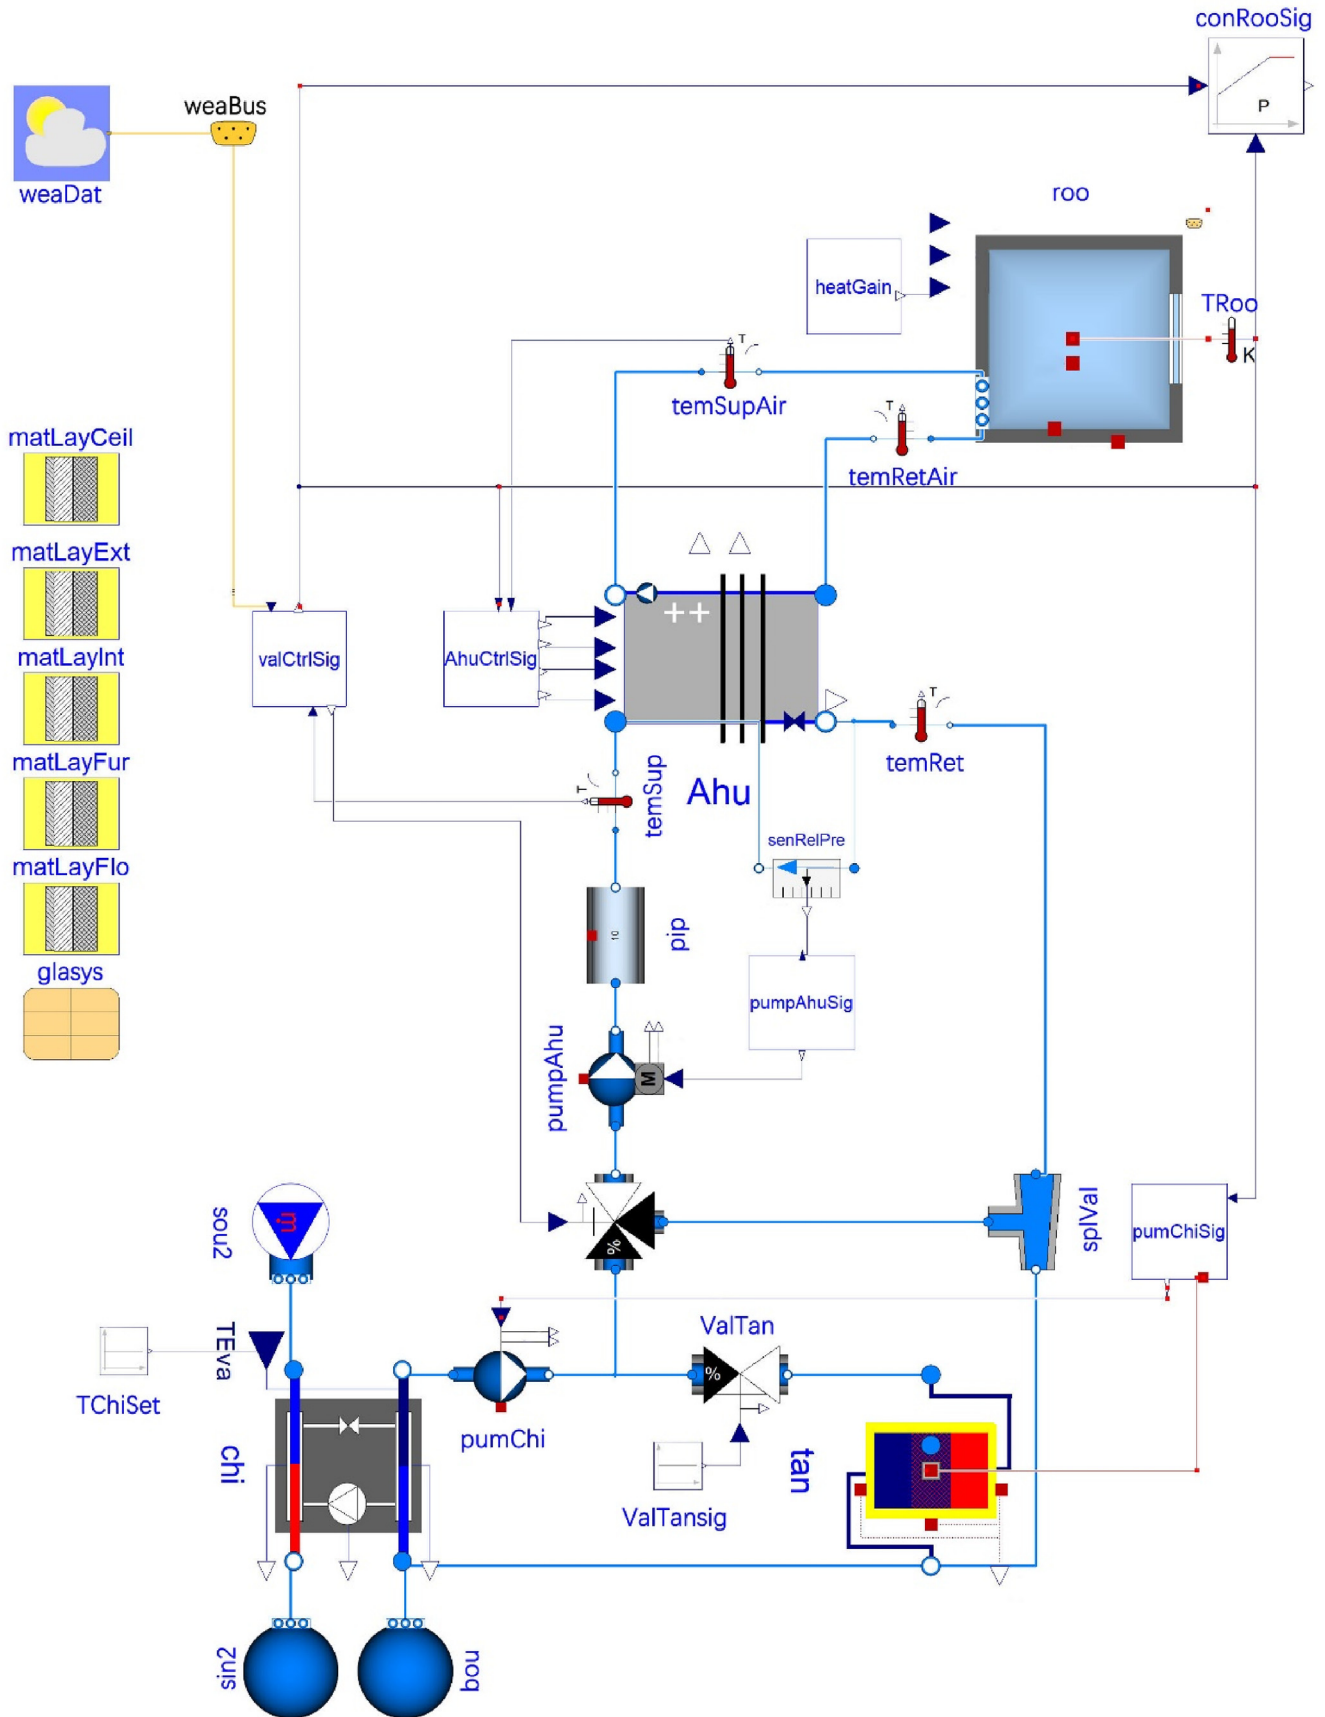 conRooSig
P
weaBus
weaDat
roo
heatGain
TRoo
K
T
temSupAir
T
temRetAir
matLayCeil
matLayExt
matLayInt
matLayFur
matLayFlo
glasys
valCtrlSig
AhuCtrlSig
++
T
temRet
Ahu
T
temSup
senRelPre
10
pip
pumpAhuSig
pumpAhu
M
sou2
ṁ
%
splVal
pumChiSig
TEva
TChiSet
ValTan
%
pumChi
chi
ValTansig
tan
sin2
bou